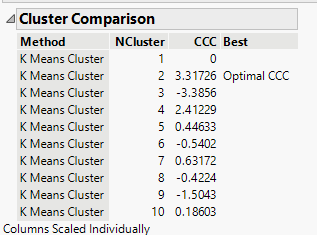 Cluster Comparison
Method NCluster CCC Best
K Means Cluster 1 0
K Means Cluster 2 3.31726 Optimal CCC
K Means Cluster 3 -3.3856
K Means Cluster 4 2.41229
K Means Cluster 5 0.44633
K Means Cluster 6 -0.5402
K Means Cluster 7 0.63172
K Means Cluster 8 -0.4224
K Means Cluster 9 -1.5043
K Means Cluster 10 0.18603
Columns Scaled Individually